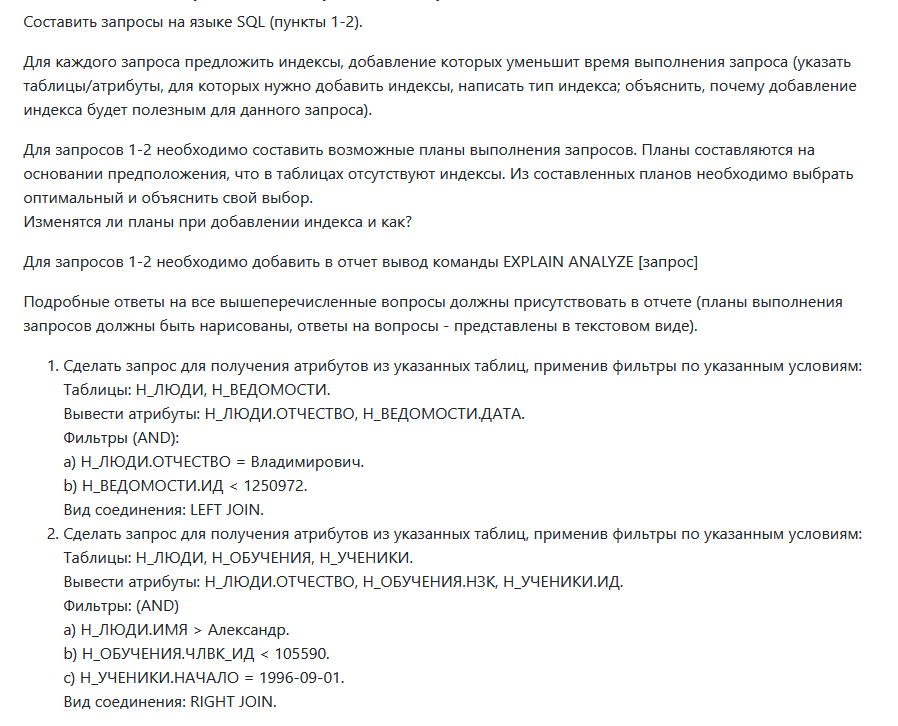 Составить запросы на языке SQL (пункты 1-2).
Для каждого запроса предложить индексы, добавление которых уменьшит время выполнения запроса (указать
таблицы/атрибуты, для которых нужно добавить индексы, написать тип индекса; объяснить, почему добавление
индекса будет полезным для данного запроса).
Для запросов 1-2 необходимо составить возможные планы выполнения запросов. Планы составляются на
основании предположения, что в таблицах отсутствуют индексы. Из составленных планов необходимо выбрать
оптимальный и объяснить свой выбор.
Изменятся ли планы при добавлении индекса и как?
Для запросов 1-2 необходимо добавить в отчет вывод команды EXPLAIN ANALYZE [запрос]
Подробные ответы на все вышеперечисленные вопросы должны присутствовать в отчете (планы выполнения
запросов должны быть нарисованы, ответы на вопросы - представлены в текстовом виде).
1. Сделать запрос для получения атрибутов из указанных таблиц, применив фильтры по указанным условиям:
Таблицы: Н_ЛЮДИ, Н_ВЕДОМОСТИ.
Вывести атрибуты: Н_ЛЮДИ.ОТЧЕСТВО, Н_ВЕДОМОСТИ.ДАТА.
Фильтры (AND):
a) Н_ЛЮДИ.ОТЧЕСТВО = Владимирович.
b) Н_ВЕДОМОСТИ.ИД < 1250972.
Вид соединения: LEFT JOIN.
2. Сделать запрос для получения атрибутов из указанных таблиц, применив фильтры по указанным условиям:
Таблицы: Н_ЛЮДИ, Н_ОБУЧЕНИЯ, Н_УЧЕНИКИ.
Вывести атрибуты: Н_ЛЮДИ.ОТЧЕСТВО, Н_ОБУЧЕНИЯ.НЗК, Н_УЧЕНИКИ.ИД.
Фильтры: (AND)
a) Н_ЛЮДИ.ИМЯ > Александр.
b) Н_ОБУЧЕНИЯ.ЧЛВК_ИД < 105590.
c) Н_УЧЕНИКИ.НАЧАЛО = 1996-09-01.
Вид соединения: RIGHT JOIN.